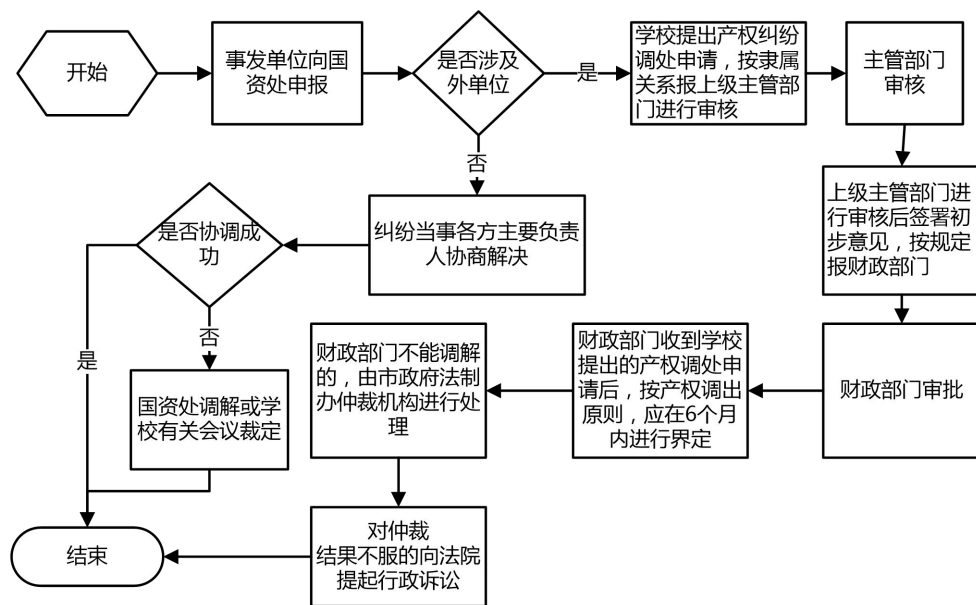 开始
事发单位向国
资处申报
是否涉及
外单位
是
学校提出产权纠纷
调处申请，按隶属
关系报上级主管部
门进行审核
主管部门
审核
否
上级主管部门进
行审核后签署初
步意见，按规定
报财政部门
纠纷当事各方主要负责
人协商解决
是否协调成
功
否
是
国资处调解或学
校有关会议裁定
财政部门不能调解
的，由市政府法制
办仲裁机构进行处
理
财政部门收到学校
提出的产权调处申
请后，按产权调出
原则，应在6个月
内进行界定
财政部门审批
对仲裁
结果不服的向法院
提起行政诉讼
结束